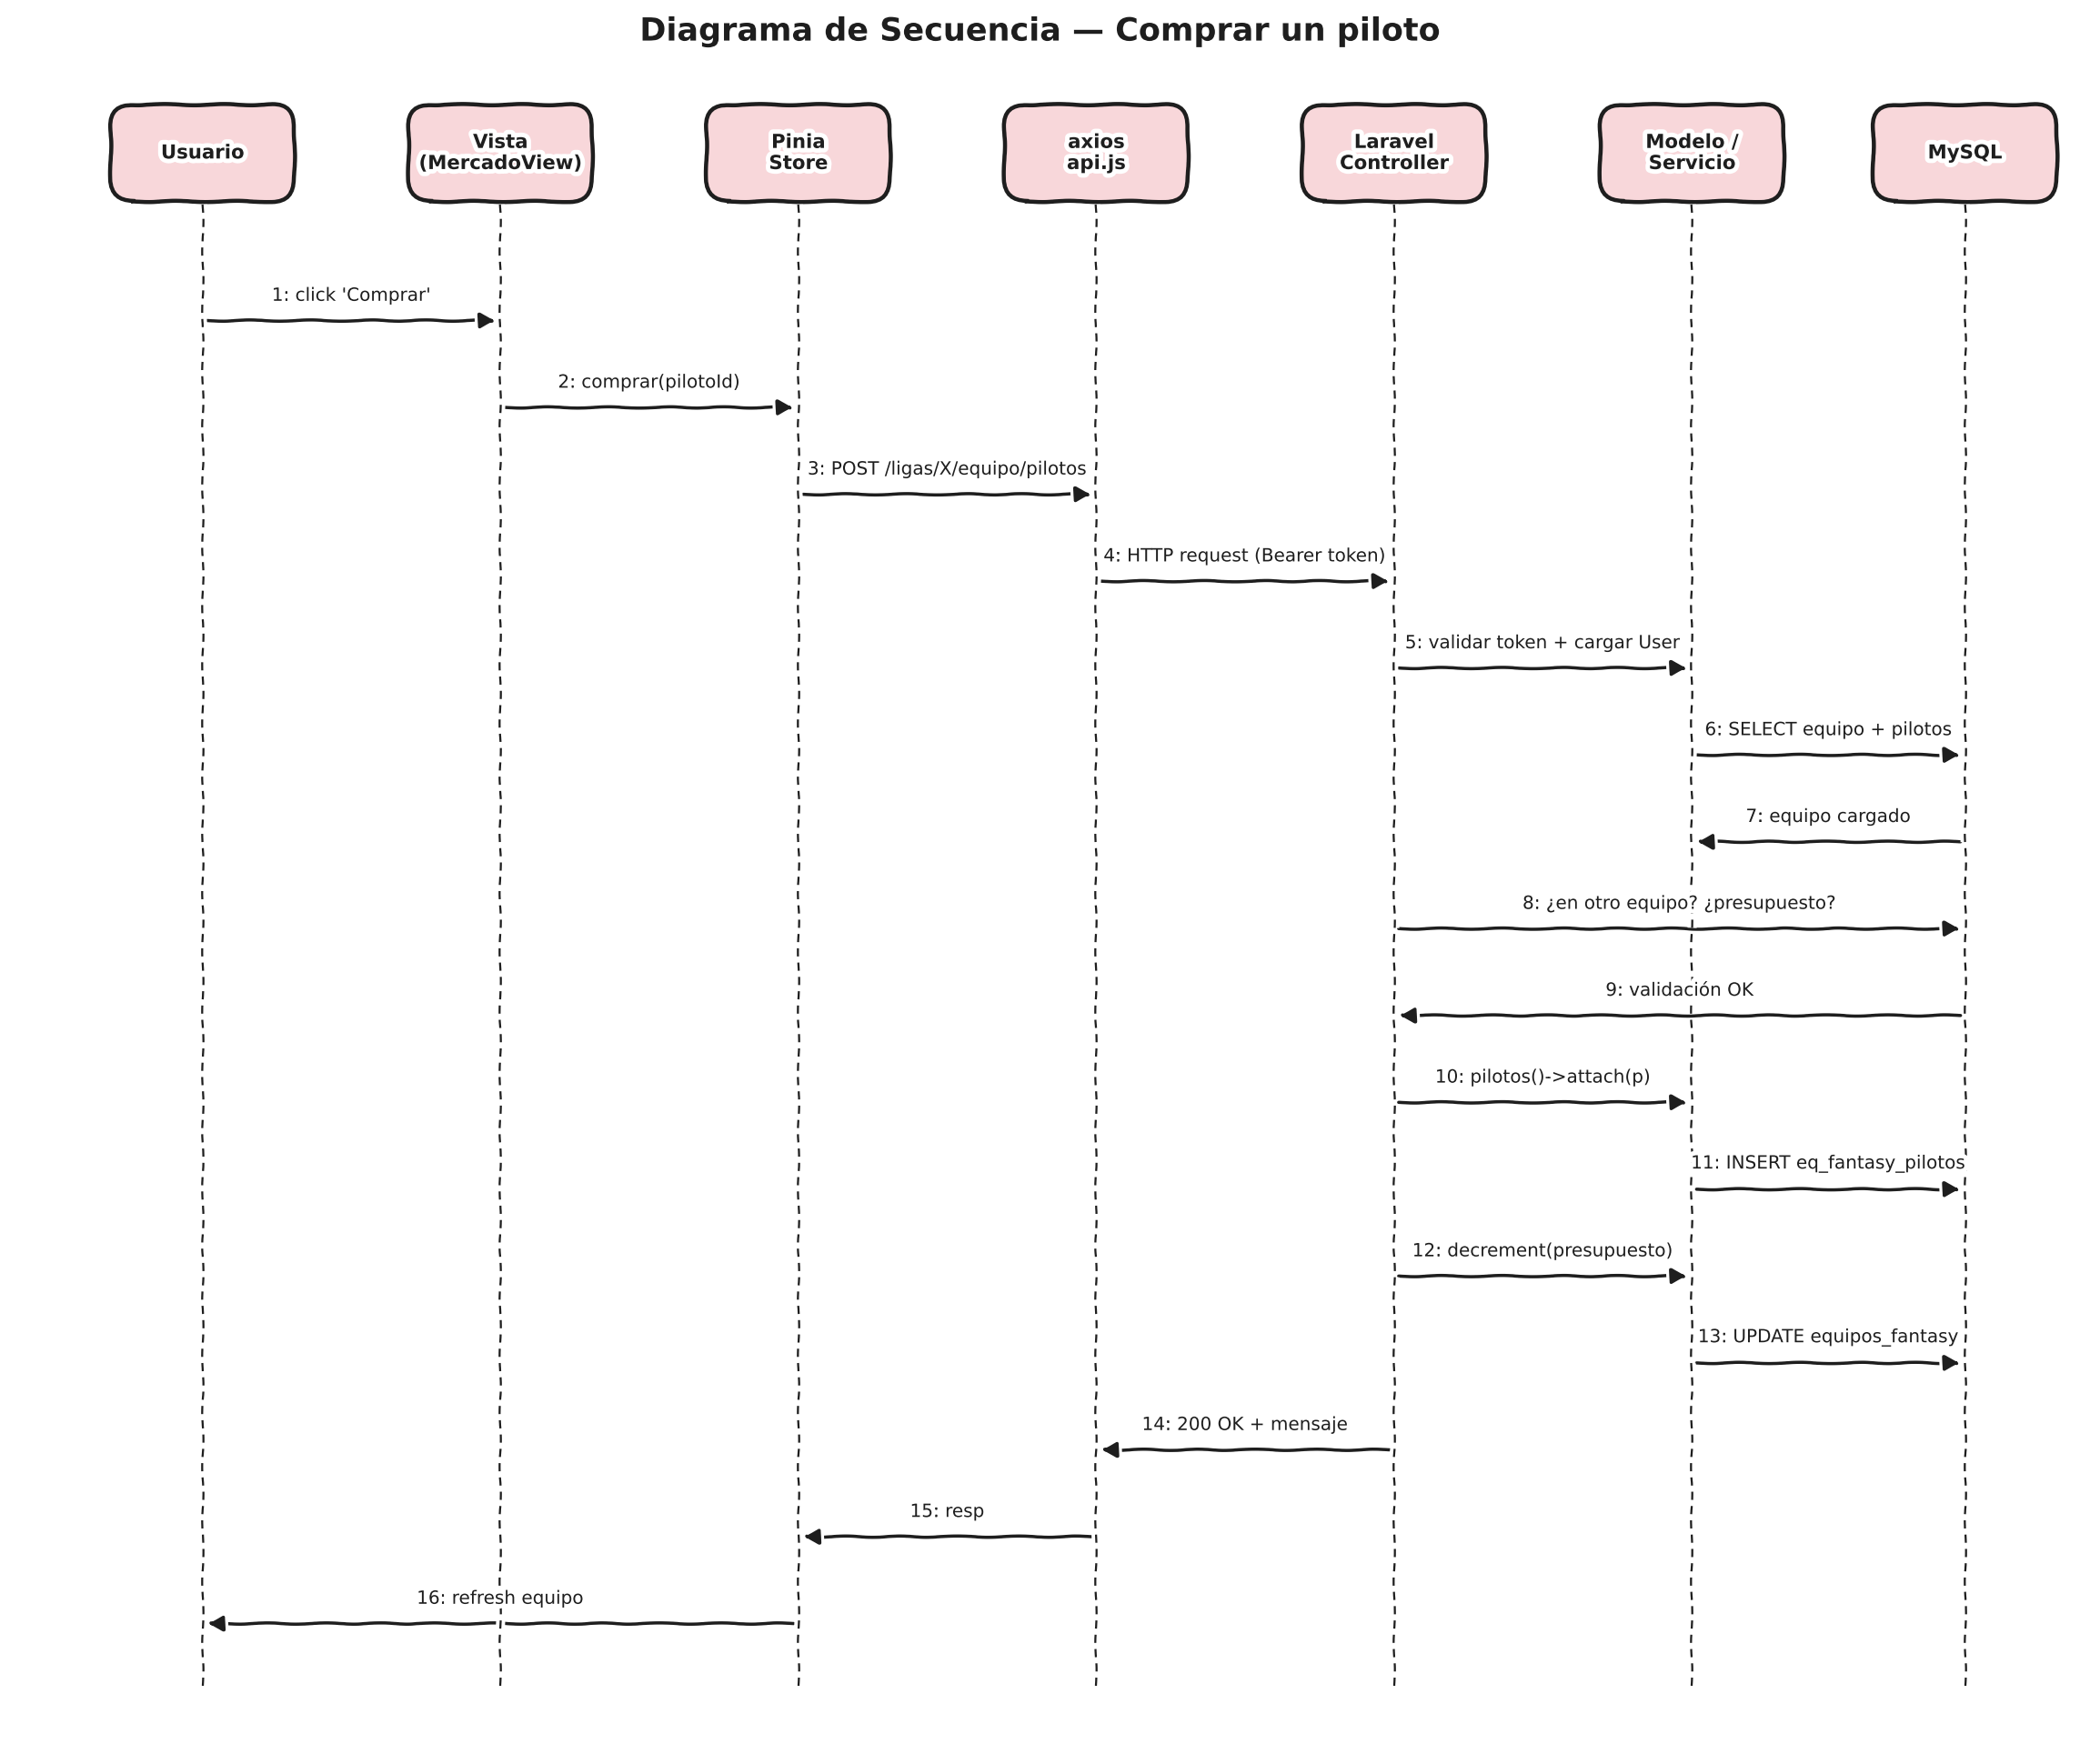 Diagrama de Secuencia — Comprar un piloto
Usuario
Vista
(MercadoView)
Pinia
Store
axios
api.js
Laravel
Controller
Modelo /
Servicio
MySQL
1: click 'Comprar'
2: comprar(pilotoId)
3: POST /ligas/X/equipo/pilotos
4: HTTP request (Bearer token)
5: validar token + cargar User
6: SELECT equipo + pilotos
7: equipo cargado
8: ¿en otro equipo? ¿presupuesto?
9: validación OK
10: pilotos()->attach(p)
11: INSERT eq_fantasy_pilotos
12: decrement(presupuesto)
13: UPDATE equipos_fantasy
14: 200 OK + mensaje
15: resp
16: refresh equipo